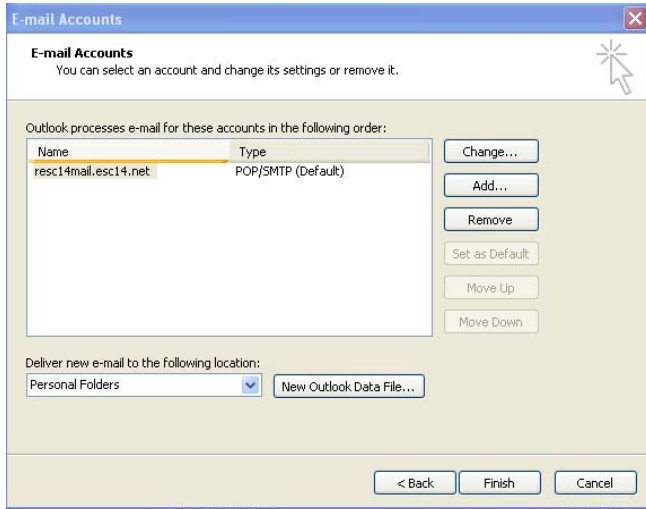 E-mail Accounts
E-mail Accounts
You can select an account and change its settings or remove it.
Outlook processes e-mail for these accounts in the following order:
Name Type
resc14mail.esc14.net POP/SMTP (Default)
Change...
Add...
Remove
Set as Default
Move Up
Move Down
Deliver new e-mail to the following location:
Personal Folders New Outlook Data File...
< Back Finish Cancel